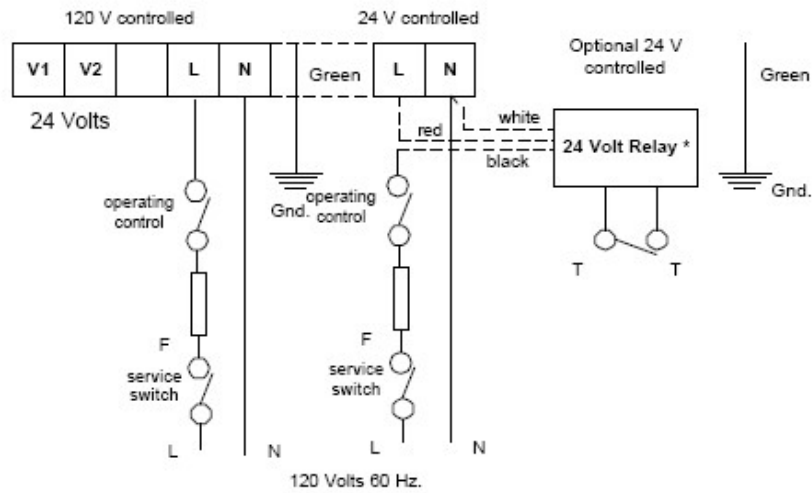 120 V controlled
24 V controlled
Optional 24 V
controlled
V1 V2 L N
Green
L N
Green
24 Volts
white
red
black
24 Volt Relay *
operating
control
Gnd.
operating
control
Gnd.
T T
F
F
service
switch
service
switch
L N
L N
120 Volts 60 Hz.